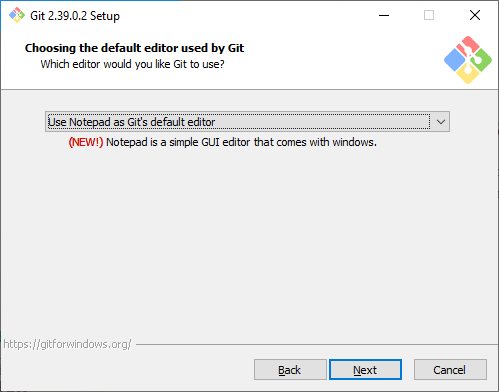 Git 2.39.0.2 Setup
Choosing the default editor used by Git
Which editor would you like Git to use?
Use Notepad as Git's default editor
(NEW!) Notepad is a simple GUI editor that comes with windows.
https://gitforwindows.org/
Back Next Cancel